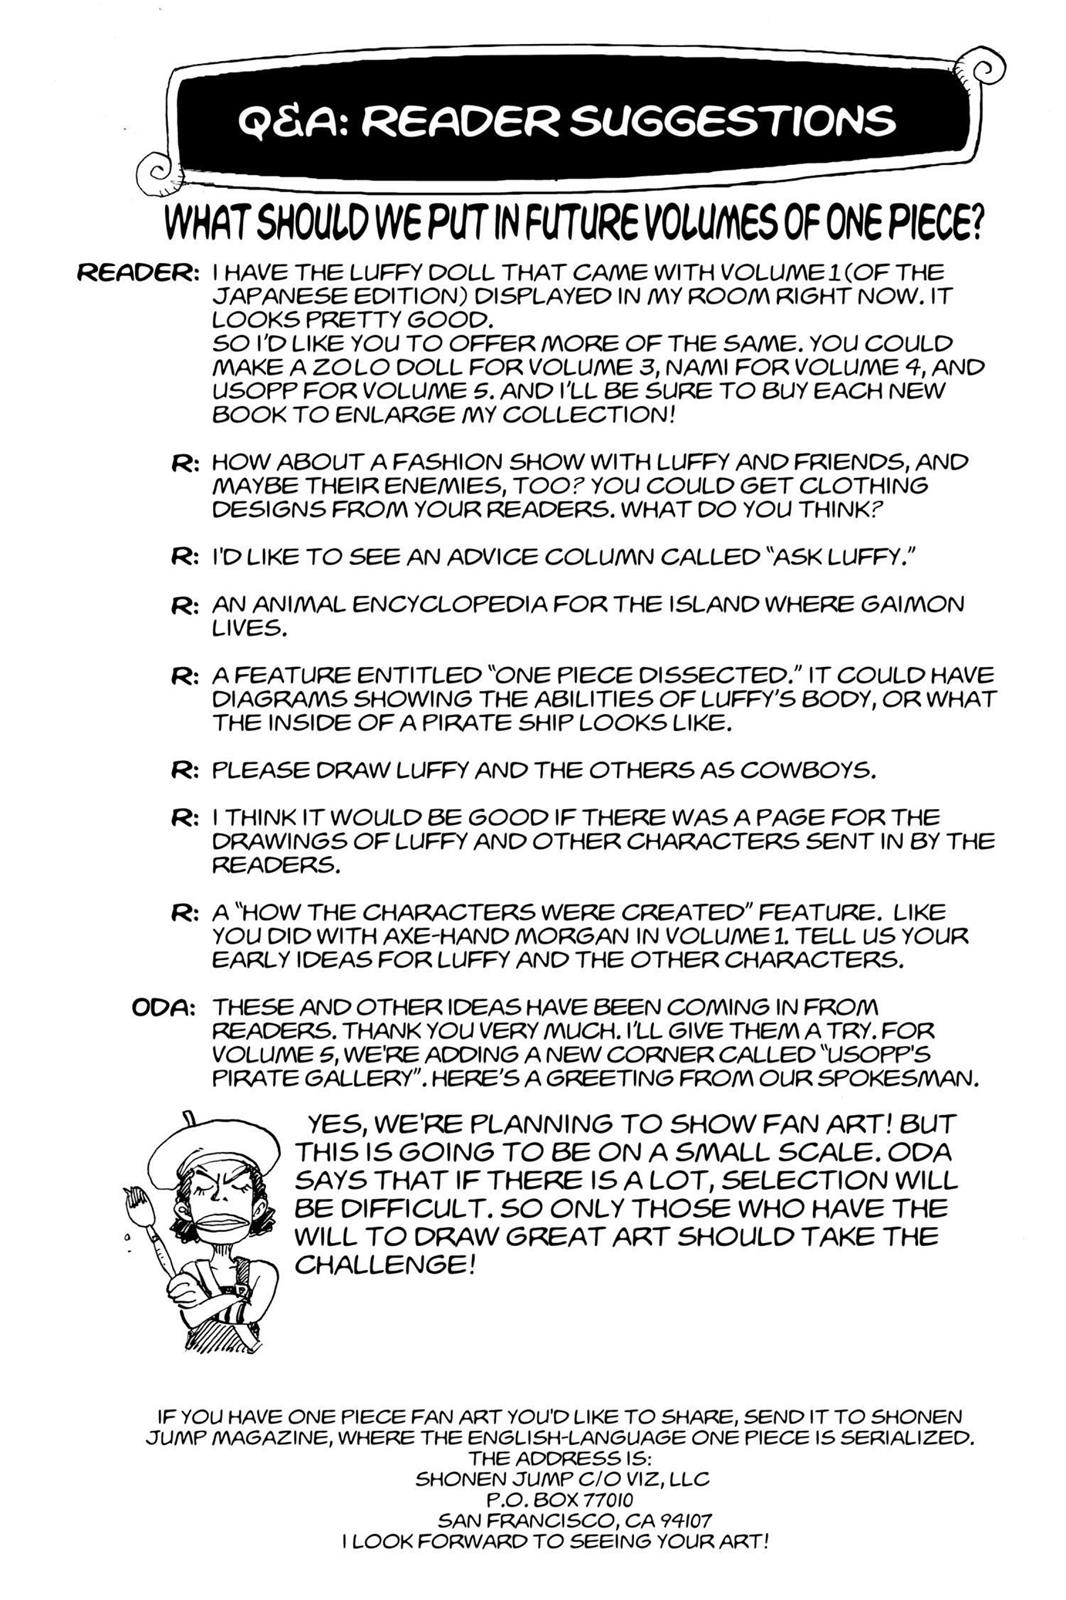 Q&A: READER SUGGESTIONS
WHAT SHOULD WE PUT IN FUTURE VOLUMES OF ONE PIECE?
READER: I HAVE THE LUFFY DOLL THAT CAME WITH VOLUME 1 (OF THE
JAPANESE EDITION) DISPLAYED IN MY ROOM RIGHT NOW. IT
LOOKS PRETTY GOOD.
SO I'D LIKE YOU TO OFFER MORE OF THE SAME. YOU COULD
MAKE A ZOLO DOLL FOR VOLUME 3, NAMI FOR VOLUME 4, AND
USOPP FOR VOLUME 5. AND I'LL BE SURE TO BUY EACH NEW
BOOK TO ENLARGE MY COLLECTION!
R: HOW ABOUT A FASHION SHOW WITH LUFFY AND FRIENDS, AND
MAYBE THEIR ENEMIES, TOO? YOU COULD GET CLOTHING
DESIGNS FROM YOUR READERS. WHAT DO YOU THINK?
R: I'D LIKE TO SEE AN ADVICE COLUMN CALLED "ASK LUFFY."
R: AN ANIMAL ENCYCLOPEDIA FOR THE ISLAND WHERE GAIMON
LIVES.
R: A FEATURE ENTITLED "ONE PIECE DISSECTED." IT COULD HAVE
DIAGRAMS SHOWING THE ABILITIES OF LUFFY'S BODY, OR WHAT
THE INSIDE OF A PIRATE SHIP LOOKS LIKE.
R: PLEASE DRAW LUFFY AND THE OTHERS AS COWBOYS.
R: I THINK IT WOULD BE GOOD IF THERE WAS A PAGE FOR THE
DRAWINGS OF LUFFY AND OTHER CHARACTERS SENT IN BY THE
READERS.
R: A "HOW THE CHARACTERS WERE CREATED" FEATURE. LIKE
YOU DID WITH AXE-HAND MORGAN IN VOLUME 1. TELL US YOUR
EARLY IDEAS FOR LUFFY AND THE OTHER CHARACTERS.
ODA: THESE AND OTHER IDEAS HAVE BEEN COMING IN FROM
READERS. THANK YOU VERY MUCH. I'LL GIVE THEM A TRY. FOR
VOLUME 5, WE'RE ADDING A NEW CORNER CALLED "USOPP'S
PIRATE GALLERY". HERE'S A GREETING FROM OUR SPOKESMAN.
YES, WE'RE PLANNING TO SHOW FAN ART! BUT
THIS IS GOING TO BE ON A SMALL SCALE. ODA
SAYS THAT IF THERE IS A LOT, SELECTION WILL
BE DIFFICULT. SO ONLY THOSE WHO HAVE THE
WILL TO DRAW GREAT ART SHOULD TAKE THE
CHALLENGE!
IF YOU HAVE ONE PIECE FAN ART YOU'D LIKE TO SHARE, SEND IT TO SHONEN
JUMP MAGAZINE, WHERE THE ENGLISH-LANGUAGE ONE PIECE IS SERIALIZED.
THE ADDRESS IS:
SHONEN JUMP C/O VIZ, LLC
P.O. BOX 77010
SAN FRANCISCO, CA 94107
I LOOK FORWARD TO SEEING YOUR ART!